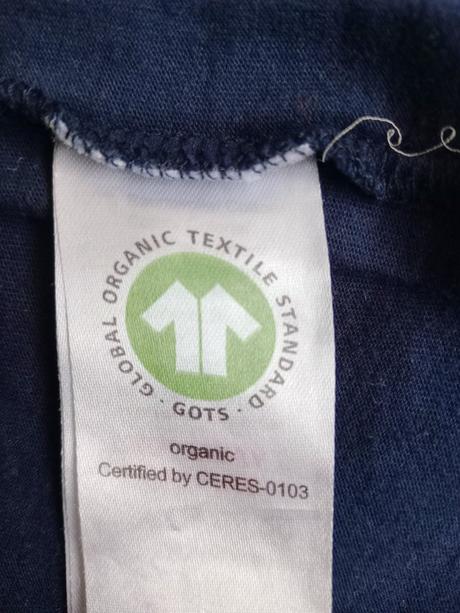 GLOBAL ORGANIC TEXTILE STANDARD
· GOTS ·
organic
Certified by CERES-0103